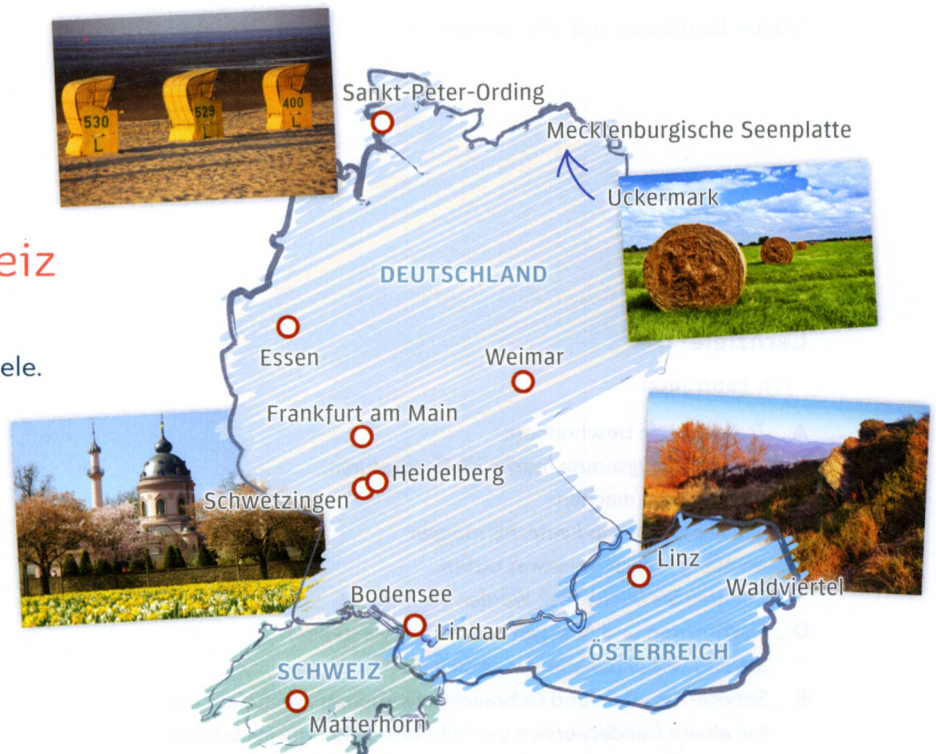 530
L
529
L
400
L
Sankt-Peter-Ording
Mecklenburgische Seenplatte
Uckermark
eiz
DEUTSCHLAND
ele.
Essen
Weimar
Frankfurt am Main
Heidelberg
Schwetzingen
Linz
Waldviertel
Bodensee
Lindau
ÖSTERREICH
SCHWEIZ
Matterhorn